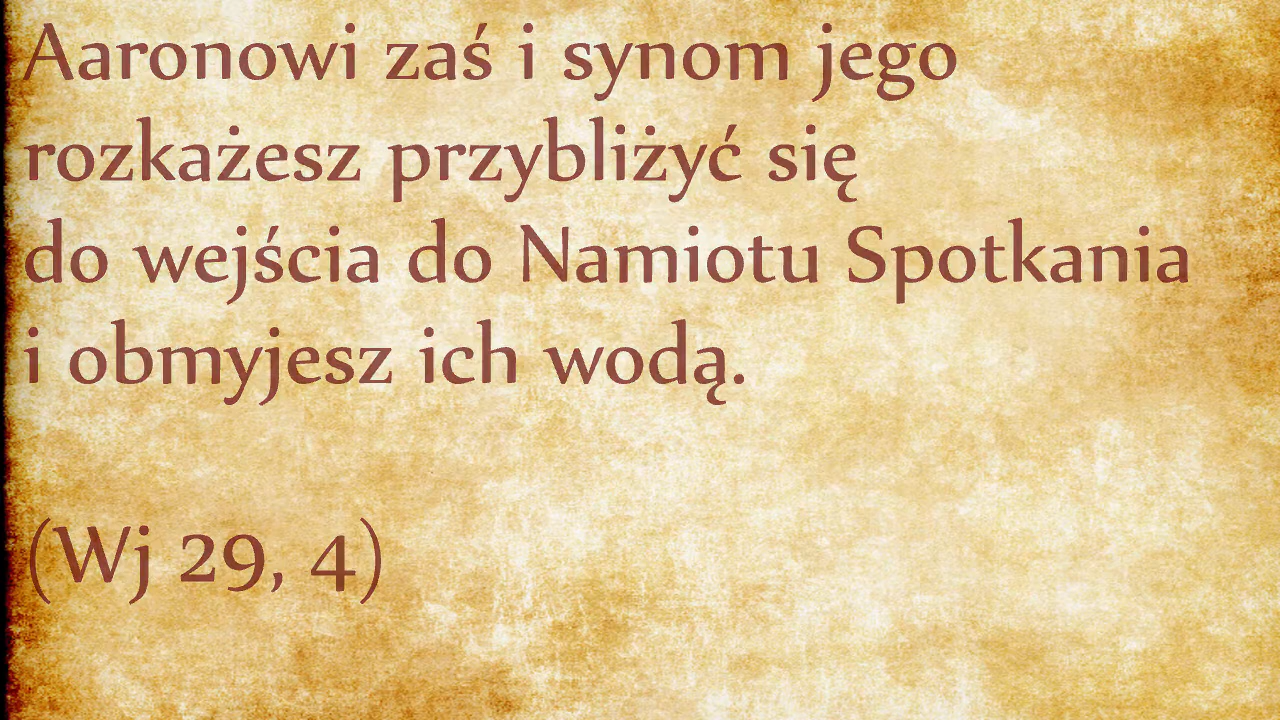 Aaronowi zaś i synom jego
rozkażesz przybliżyć się
do wejścia do Namiotu Spotkania
i obmyjesz ich wodą.
(Wj 29, 4)